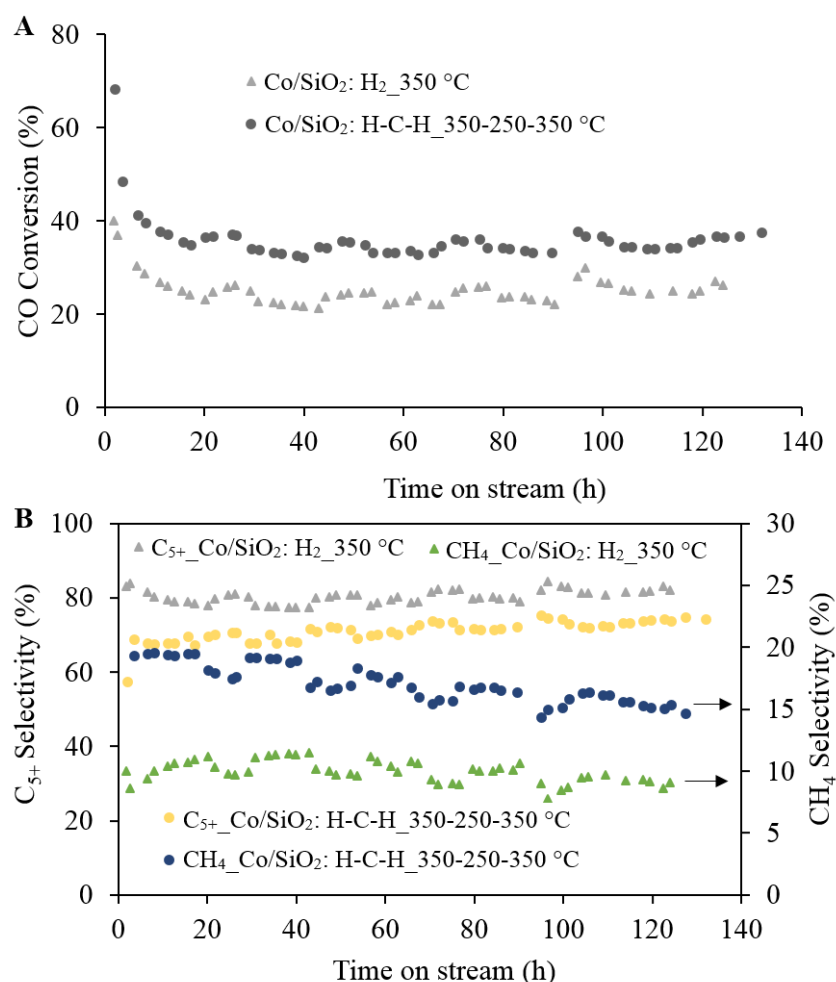 A
80
60
40
20
0
CO Conversion (%)
Co/SiO₂: H₂_350 °C
Co/SiO₂: H-C-H_350-250-350 °C
0 20 40 60 80 100 120 140
Time on stream (h)
B
100
80
60
40
20
0
C₅₊ Selectivity (%)
C₅₊_Co/SiO₂: H₂_350 °C
CH₄_Co/SiO₂: H₂_350 °C
C₅₊_Co/SiO₂: H-C-H_350-250-350 °C
CH₄_Co/SiO₂: H-C-H_350-250-350 °C
30
25
20
15
10
5
0
CH₄ Selectivity (%)
0 20 40 60 80 100 120 140
Time on stream (h)